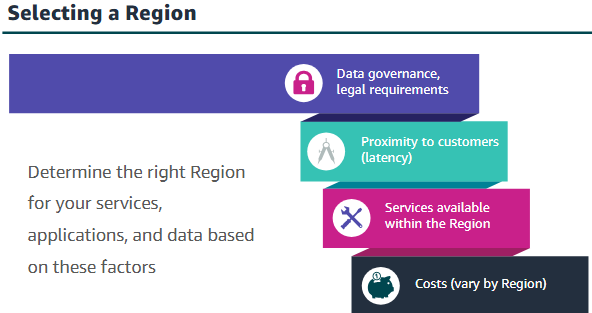 Selecting a Region
Data governance,
legal requirements
Proximity to customers
(latency)
Determine the right Region
for your services,
applications, and data based
on these factors
Services available
within the Region
Costs (vary by Region)